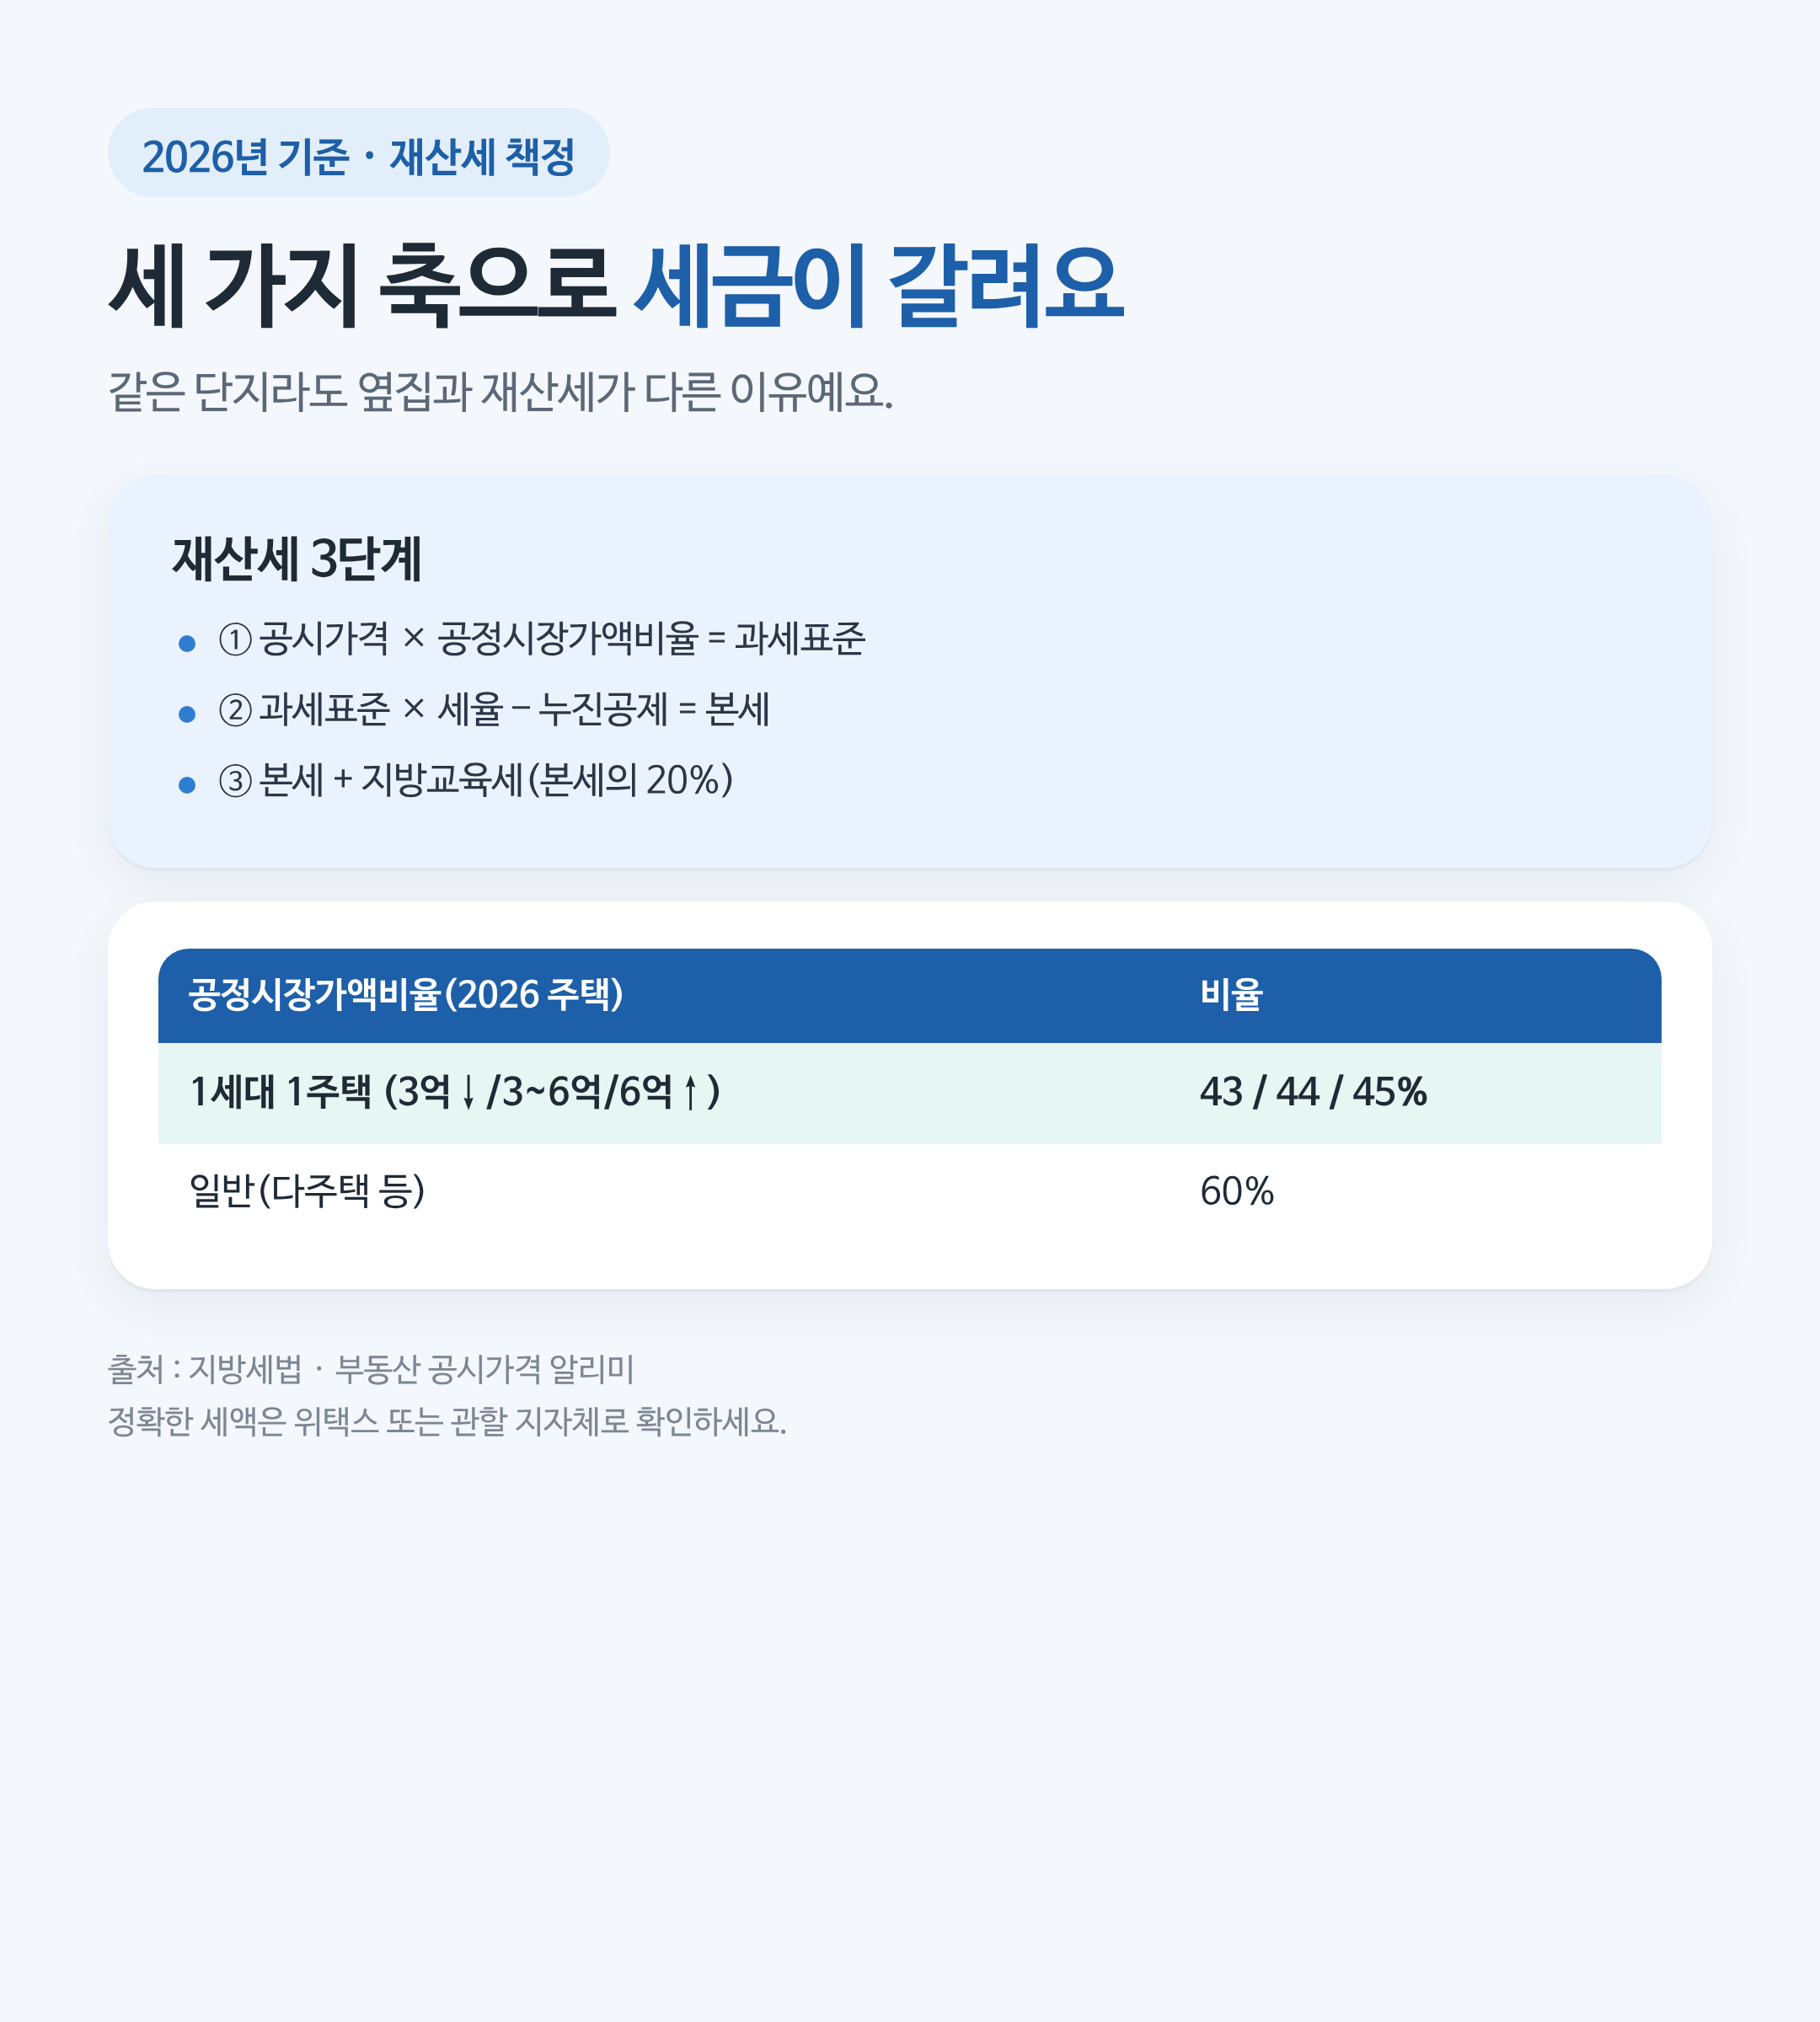 2026년 기준 · 재산세 책정
세 가지 축으로 세금이 갈려요
같은 단지라도 옆집과 재산세가 다른 이유예요.
재산세 3단계
• ① 공시가격 × 공정시장가액비율 = 과세표준
• ② 과세표준 × 세율 − 누진공제 = 본세
• ③ 본세 + 지방교육세(본세의 20%)
공정시장가액비율(2026 주택) 비율
1세대 1주택 (3억↓/3~6억/6억↑) 43 / 44 / 45%
일반(다주택 등) 60%
출처 : 지방세법 · 부동산 공시가격 알리미
정확한 세액은 위택스 또는 관할 지자체로 확인하세요.